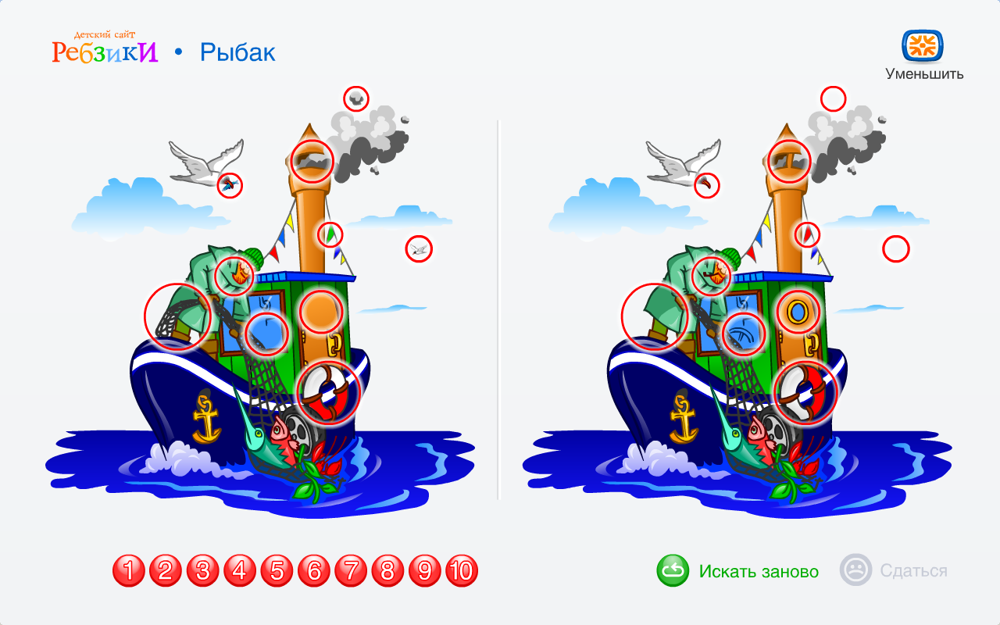 Детский сайт
Ребзики • Рыбак
Уменьшить
1 2 3 4 5 6 7 8 9 10
Искать заново
Сдаться